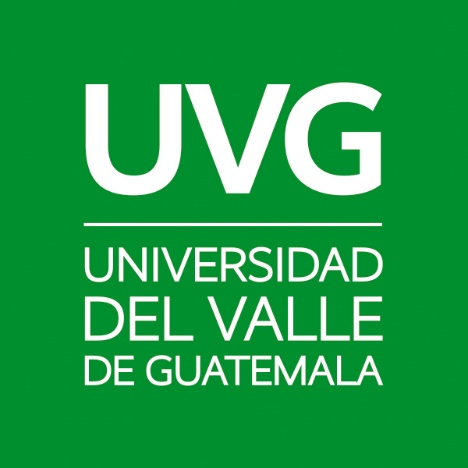 UVG
UNIVERSIDAD
DEL VALLE
DE GUATEMALA